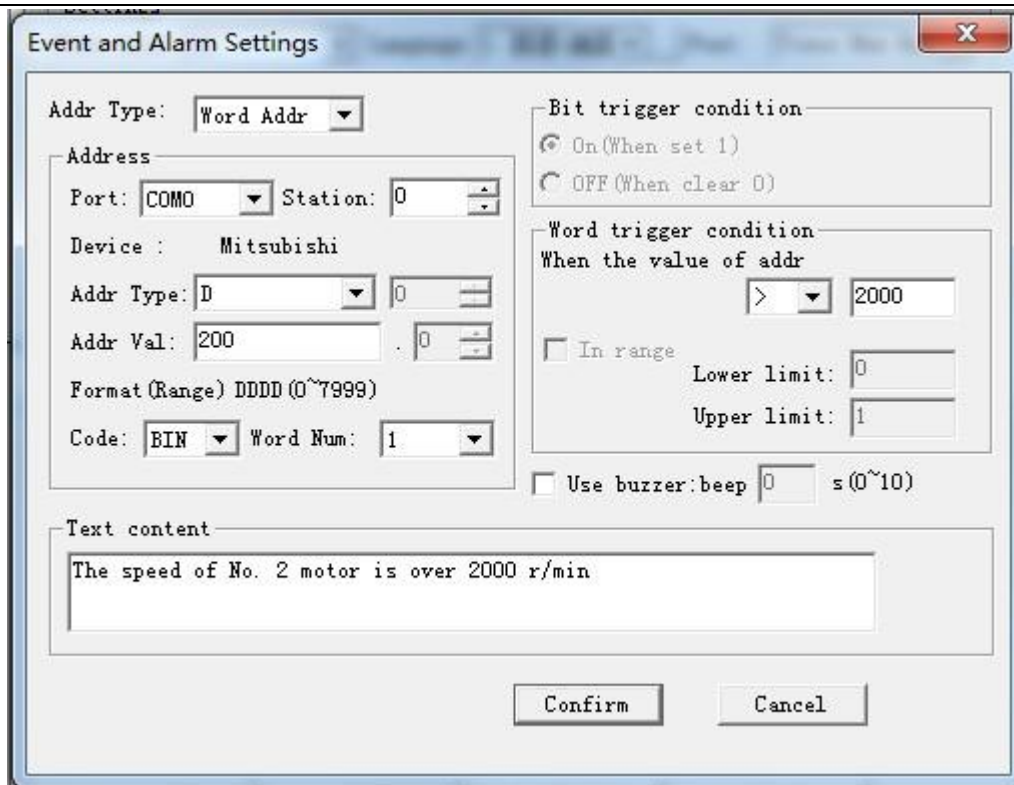 Event and Alarm Settings
Addr Type: Word Addr
Address
Port: COM0 Station: 0
Device : Mitsubishi
Addr Type: D 0
Addr Val: 200 . 0
Format(Range) DDDD(0~7999)
Code: BIN Word Num: 1
Bit trigger condition
On(When set 1)
OFF(When clear 0)
Word trigger condition
When the value of addr
> 2000
In range
Lower limit: 0
Upper limit: 1
Use buzzer:beep 0 s(0~10)
Text content
The speed of No. 2 motor is over 2000 r/min
Confirm Cancel